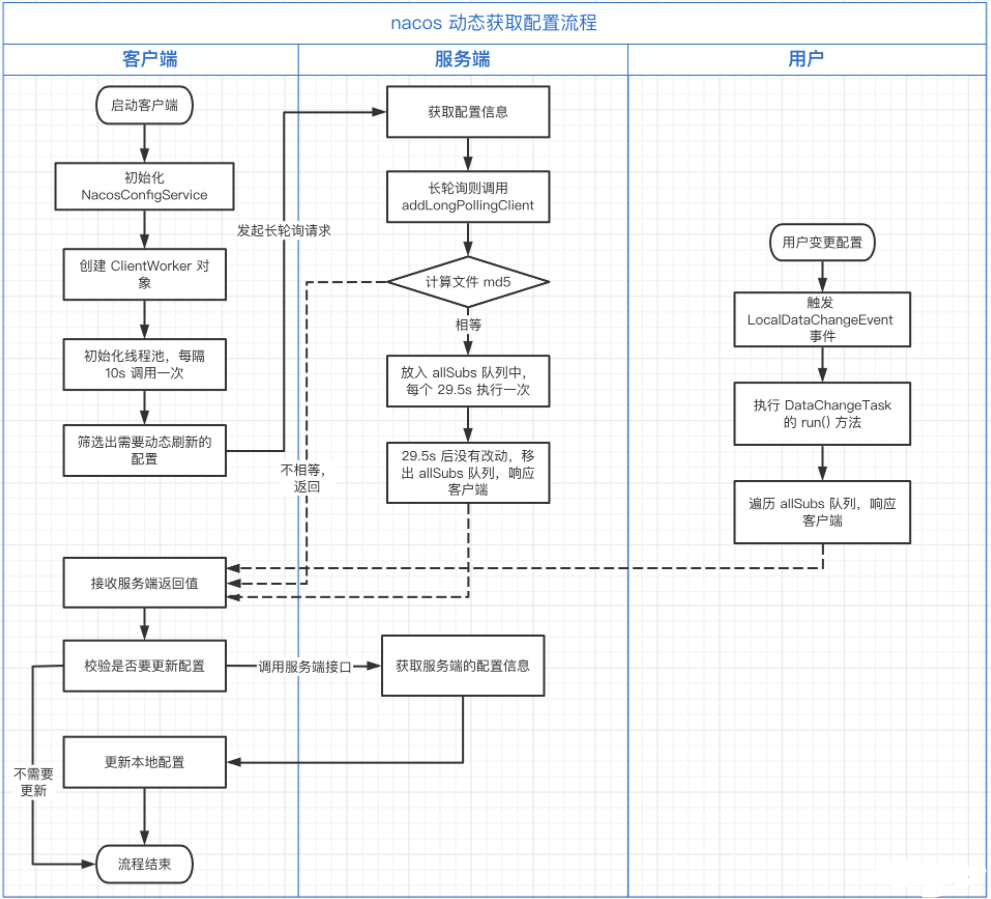 nacos 动态获取配置流程
客户端
服务端
用户
启动客户端
初始化
NacosConfigService
创建 ClientWorker 对
象
初始化线程池，每隔
10s 调用一次
筛选出需要动态刷新的
配置
发起长轮询请求
获取配置信息
长轮询则调用
addLongPollingClient
计算文件 md5
相等
放入 allSubs 队列中，
每个 29.5s 执行一次
29.5s 后没有改动，移
出 allSubs 队列，响应
客户端
不相等，
返回
用户变更配置
触发
LocalDataChangeEvent
事件
执行 DataChangeTask
的 run() 方法
遍历 allSubs 队列，响应
客户端
接收服务端返回值
校验是否要更新配置
调用服务端接口
获取服务端的配置信息
更新本地配置
不需要
更新
流程结束